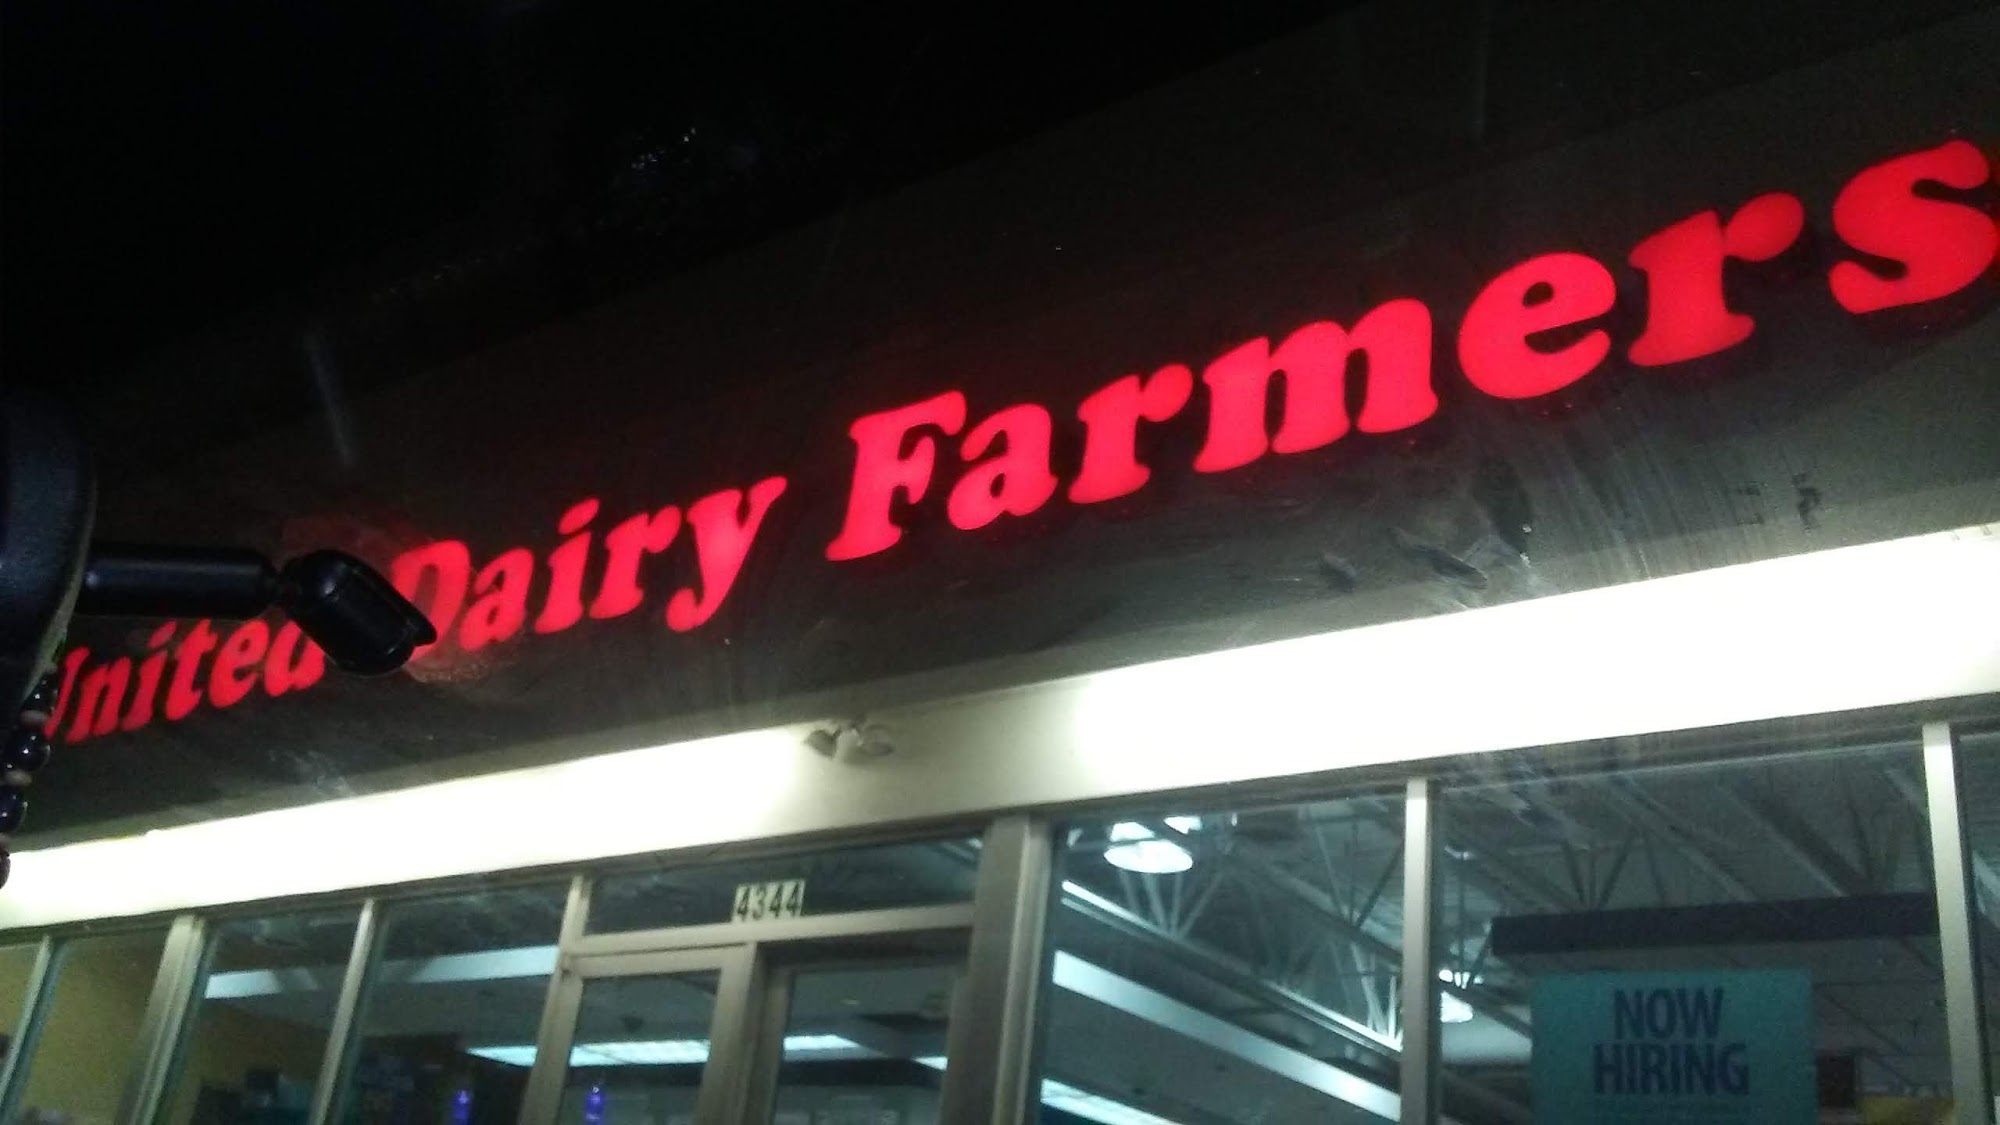 United Dairy Farmers
4344
NOW
HIRING